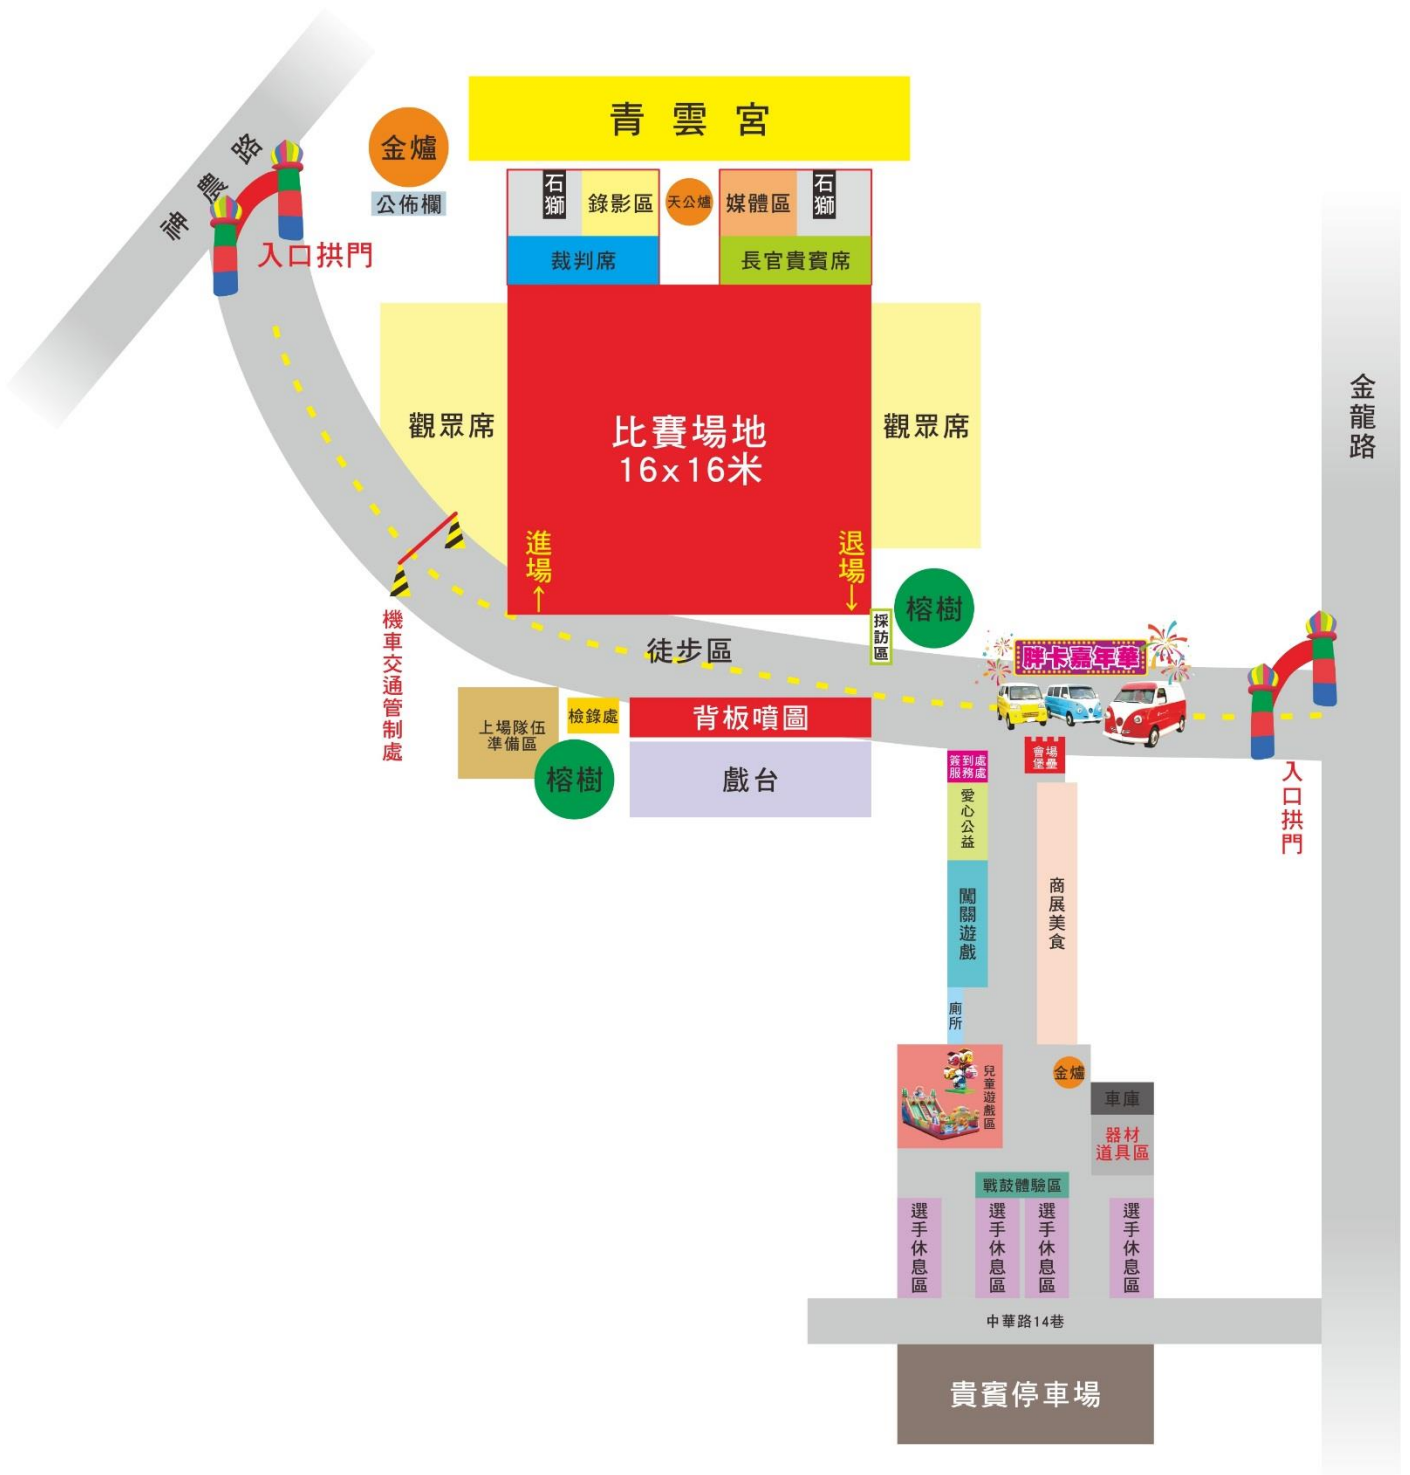 青雲宮
神農路
金爐
公佈欄
入口拱門
石獅
錄影區
天公爐
媒體區
石獅
裁判席
長官貴賓席
觀眾席
比賽場地
16x16米
觀眾席
金龍路
進場↑
退場↓
採訪區
榕樹
機車交通管制處
徒步區
胖卡嘉年華
上場隊伍
準備區
檢錄處
背板噴圖
榕樹
戲台
簽到處
服務處
會場
堡壘
入口拱門
愛心公益
闖關遊戲
商展美食
廁所
兒童遊戲區
金爐
車庫
器材
道具區
戰鼓體驗區
選手休息區
選手休息區
選手休息區
選手休息區
中華路14巷
貴賓停車場